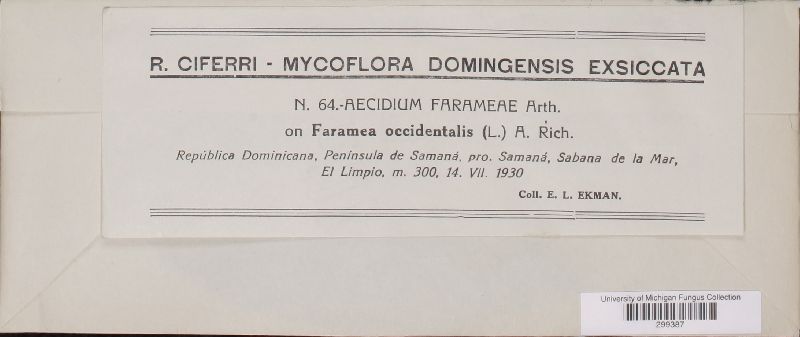 R. CIFERRI - MYCOFLORA DOMINGENSIS EXSICCATA
N. 64.-AECIDIUM FARAMEAE Arth.
on Faramea occidentalis (L.) A. Rich.
República Dominicana, Península de Samaná, pro. Samaná, Sabana de la Mar,
El Limpio, m. 300, 14. VII. 1930
Coll. E. L. EKMAN.
University of Michigan Fungus Collection
299387